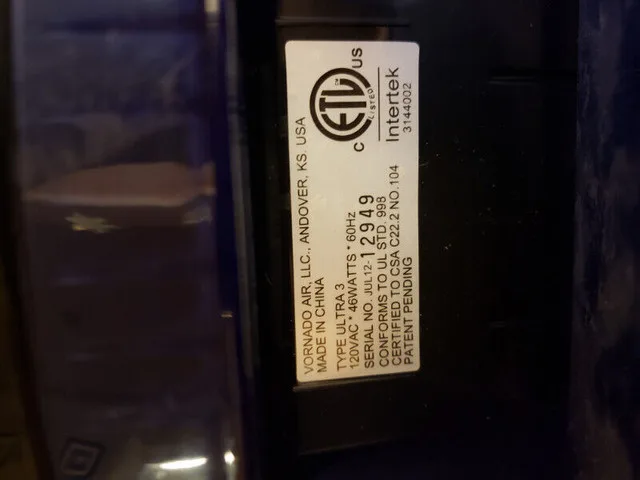 VORNADO AIR, LLC., ANDOVER, KS. USA
MADE IN CHINA
TYPE ULTRA 3
120VAC * 46WATTS * 60Hz
SERIAL NO. JUL12-12949
CONFORMS TO UL STD. 998
CERTIFIED TO CSA C22.2 NO.104
PATENT PENDING
C ETL US
LISTED
Intertek
3144002